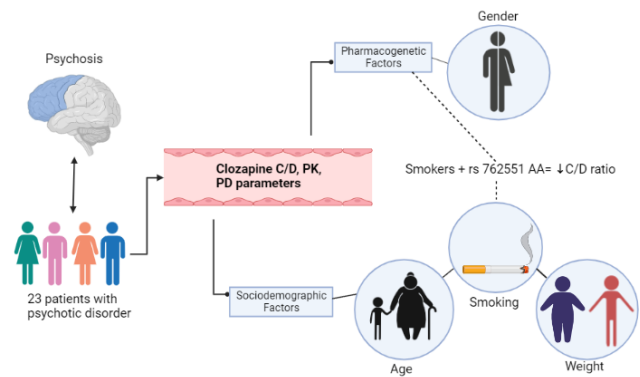 Psychosis
23 patients with
psychotic disorder
Clozapine C/D, PK,
PD parameters
Pharmacogenetic
Factors
Gender
Smokers + rs 762551 AA= ↓C/D ratio
Sociodemographic
Factors
Smoking
Age
Weight